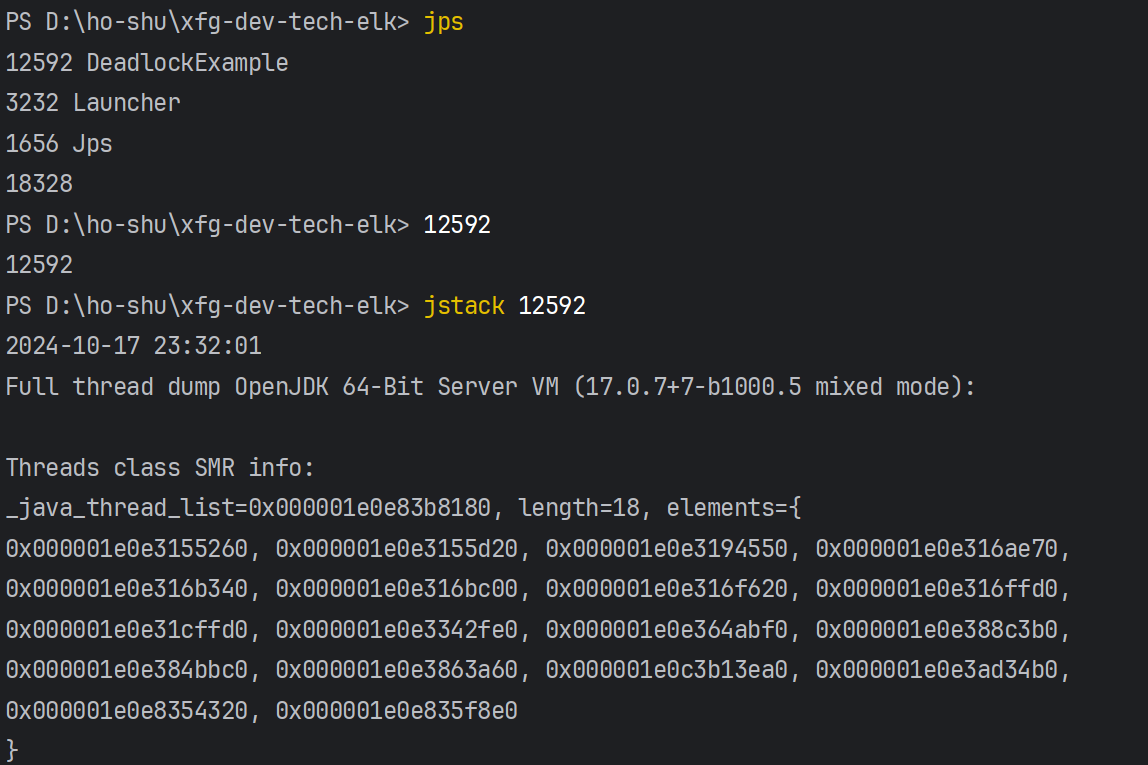 PS D:\ho-shu\xfg-dev-tech-elk> jps
12592 DeadlockExample
3232 Launcher
1656 Jps
18328
PS D:\ho-shu\xfg-dev-tech-elk> 12592
12592
PS D:\ho-shu\xfg-dev-tech-elk> jstack 12592
2024-10-17 23:32:01
Full thread dump OpenJDK 64-Bit Server VM (17.0.7+7-b1000.5 mixed mode):
Threads class SMR info:
_java_thread_list=0x000001e0e83b8180, length=18, elements={
0x000001e0e3155260, 0x000001e0e3155d20, 0x000001e0e3194550, 0x000001e0e316ae70,
0x000001e0e316b340, 0x000001e0e316bc00, 0x000001e0e316f620, 0x000001e0e316ffd0,
0x000001e0e31cffd0, 0x000001e0e3342fe0, 0x000001e0e364abf0, 0x000001e0e388c3b0,
0x000001e0e384bbc0, 0x000001e0e3863a60, 0x000001e0c3b13ea0, 0x000001e0e3ad34b0,
0x000001e0e8354320, 0x000001e0e835f8e0
}